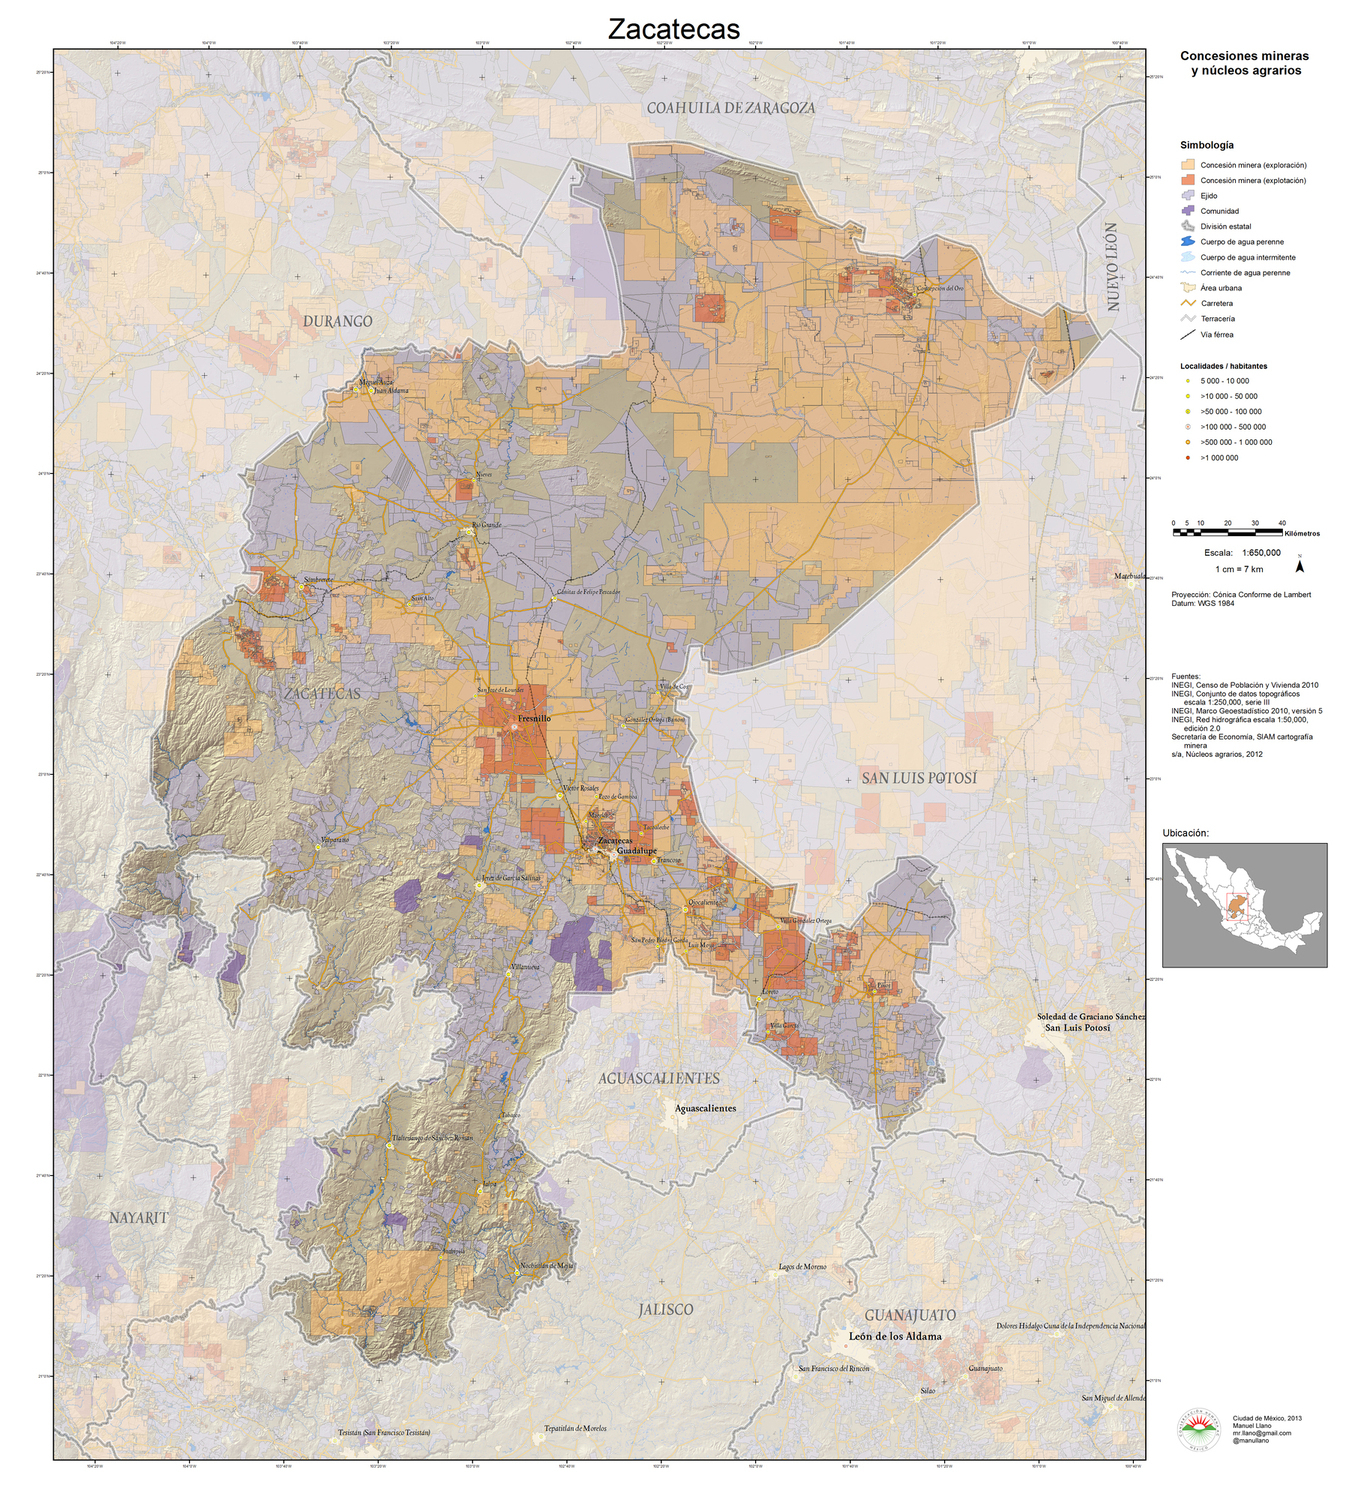 Zacatecas
Concesiones mineras
y núcleos agrarios
Simbología
Concesión minera (exploración)
Concesión minera (explotación)
Ejido
Comunidad
División estatal
Cuerpo de agua perenne
Cuerpo de agua intermitente
Corriente de agua perenne
Área urbana
Carretera
Terracería
Vía férrea
Localidades / habitantes
5 000 - 10 000
>10 000 - 50 000
>50 000 - 100 000
>100 000 - 500 000
>500 000 - 1 000 000
>1 000 000
0 5 10 20 30 40
Kilómetros
Escala: 1:650,000
1 cm = 7 km
N
Proyección: Cónica Conforme de Lambert
Datum: WGS 1984
Fuentes:
INEGI, Censo de Población y Vivienda 2010
INEGI, Conjunto de datos topográficos
escala 1:250,000, serie III
INEGI, Marco Geoestadístico 2010, versión 5
INEGI, Red hidrográfica escala 1:50,000,
edición 2.0
Secretaría de Economía, SIAM cartografía
minera
s/a, Núcleos agrarios, 2012
Ubicación:
Ciudad de México, 2013
Manuel Llano
mr.llano@gmail.com
@manullano
COAHUILA DE ZARAGOZA
NUEVO LEÓN
DURANGO
Concepción del Oro
Miguel Auza
Juan Aldama
Nieves
Río Grande
Sombrerete
Sain Alto
Cañitas de Felipe Pescador
Matehuala
ZACATECAS
San José de Lourdes
Villa de Cos
Fresnillo
González Ortega (Bañón)
SAN LUIS POTOSÍ
Víctor Rosales
Pozo de Gamboa
Morelos
Tacoaleche
Zacatecas
Guadalupe
Trancoso
Valparaíso
Jerez de García Salinas
Ojocaliente
Villa González Ortega
San Pedro Piedra Gorda
Luis Moya
Villanueva
Loreto
Pinos
Villa García
Soledad de Graciano Sánchez
San Luis Potosí
AGUASCALIENTES
Aguascalientes
Tabasco
Tlaltenango de Sánchez Román
Jalpa
NAYARIT
Juchipila
Nochistlán de Mejía
Lagos de Moreno
JALISCO
GUANAJUATO
Dolores Hidalgo Cuna de la Independencia Nacional
León de los Aldama
San Francisco del Rincón
Guanajuato
Silao
San Miguel de Allende
Tepatitlán de Morelos
Tesistán (San Francisco Tesistán)